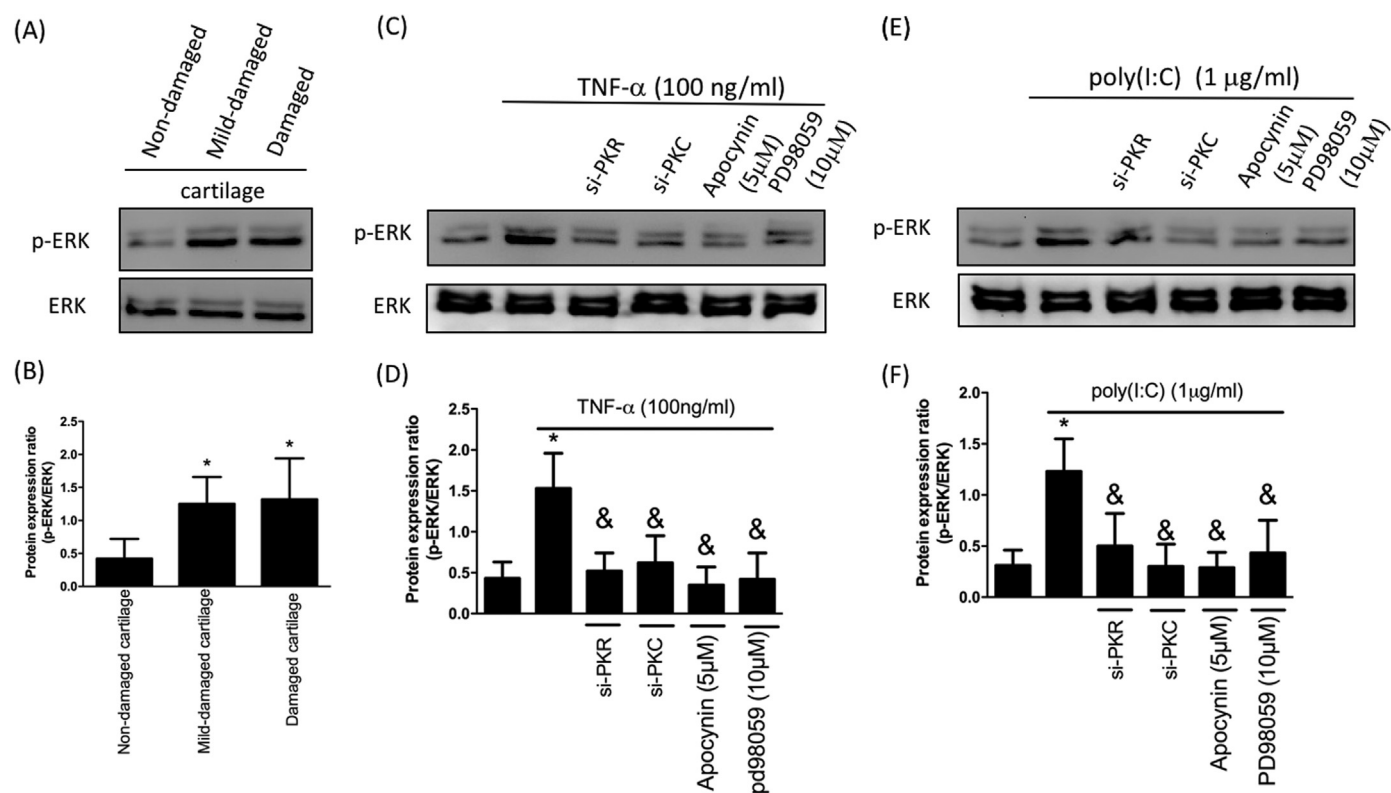 (A)
Non-damaged
Mild-damaged
Damaged
cartilage
p-ERK
ERK
(B)
Protein expression ratio
(p-ERK/ERK)
2.5
2.0
1.5
1.0
0.5
0.0
*
*
Non-damaged cartilage
Mild-damaged cartilage
Damaged cartilage
(C)
TNF-α (100 ng/ml)
si-PKR
si-PKC
Apocynin
(5μM)
PD98059
(10μM)
p-ERK
ERK
(D)
TNF-α (100ng/ml)
Protein expression ratio
(p-ERK/ERK)
2.5
2.0
1.5
1.0
0.5
0.0
*
&
&
&
&
si-PKR
si-PKC
Apocynin (5μM)
pd98059 (10μM)
(E)
poly(I:C) (1 μg/ml)
si-PKR
si-PKC
Apocynin
(5μM)
PD98059
(10μM)
p-ERK
ERK
(F)
poly(I:C) (1μg/ml)
Protein expression ratio
(p-ERK/ERK)
2.0
1.5
1.0
0.5
0.0
*
&
&
&
&
si-PKR
si-PKC
Apocynin (5μM)
PD98059 (10μM)